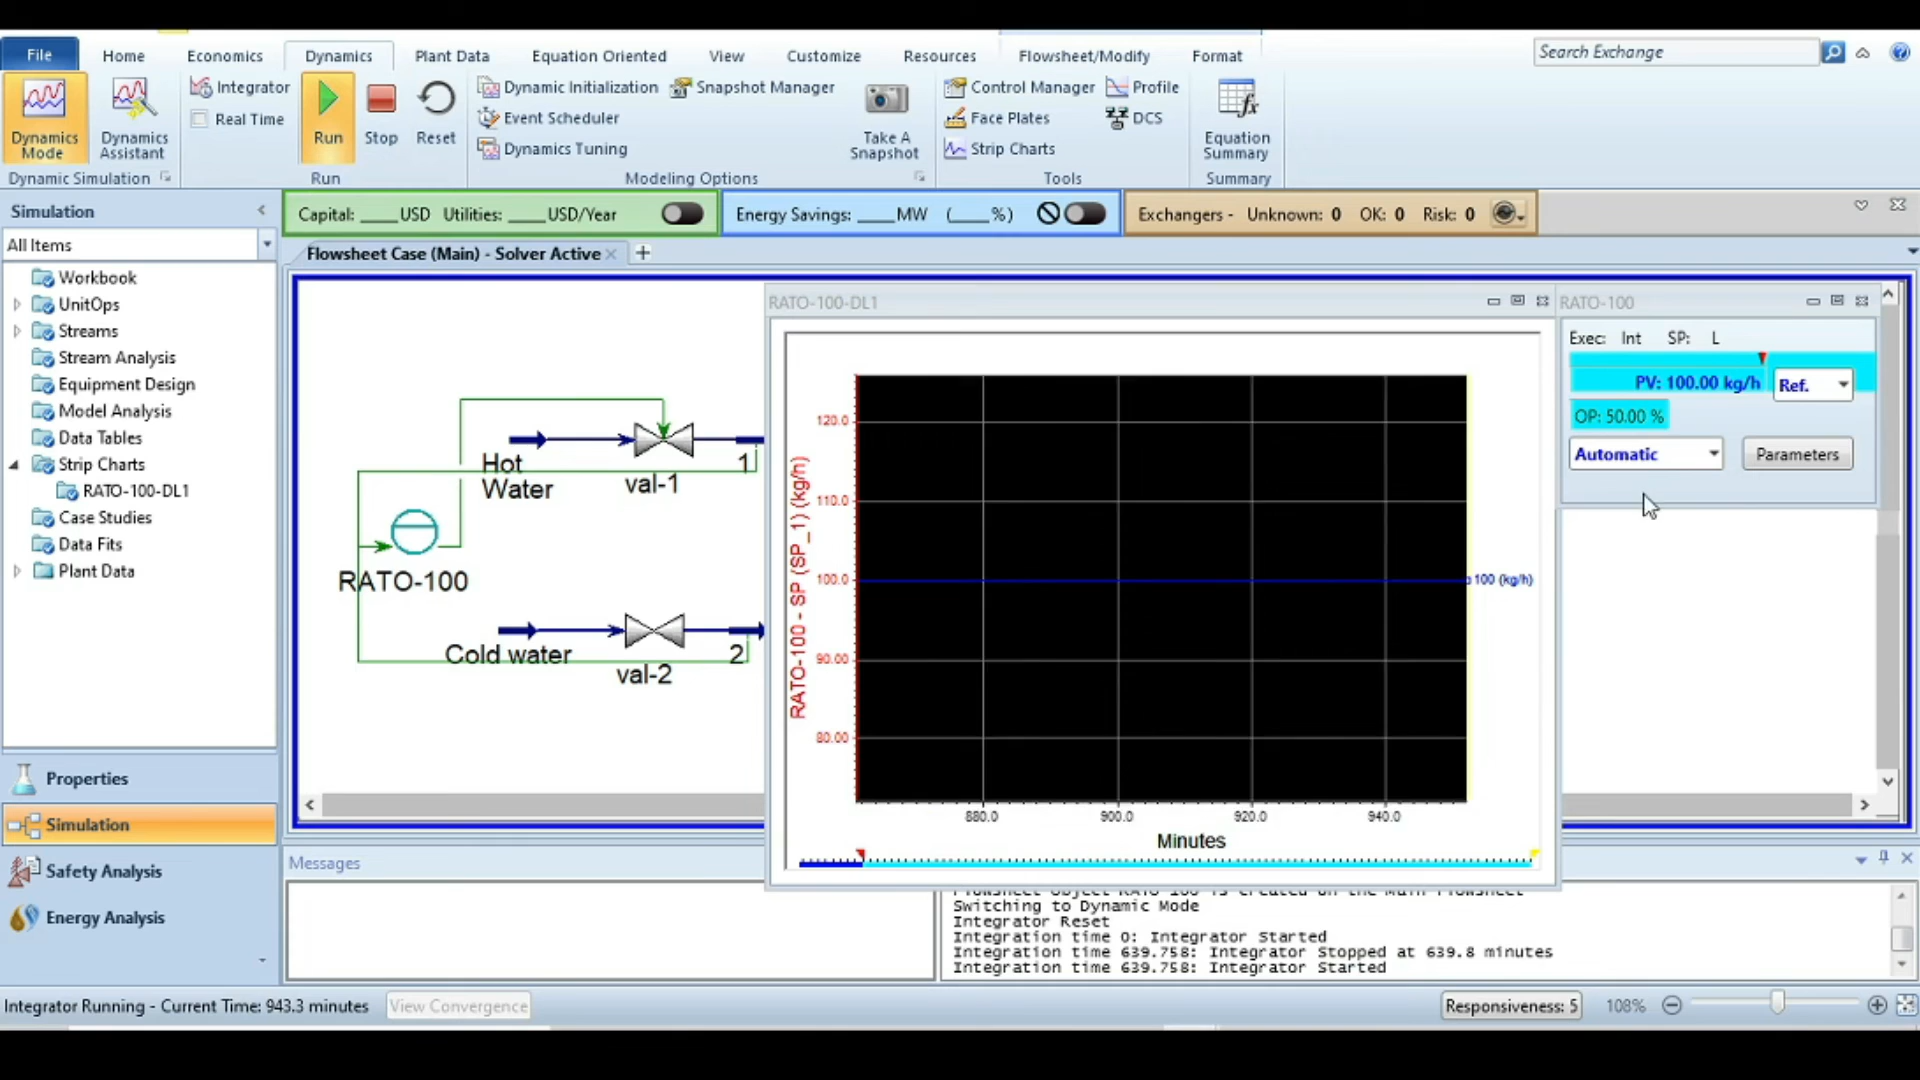 File Home Economics Dynamics Plant Data Equation Oriented View Customize Resources Flowsheet/Modify Format Search Exchange
Dynamics Mode
Dynamics Assistant
Dynamic Simulation
Integrator
Real Time
Run Stop Reset
Run
Dynamic Initialization Snapshot Manager
Event Scheduler
Dynamics Tuning
Take A Snapshot
Modeling Options
Control Manager Profile
Face Plates DCS
Strip Charts
Tools
Equation Summary
Summary
Simulation
All Items
Workbook
UnitOps
Streams
Stream Analysis
Equipment Design
Model Analysis
Data Tables
Strip Charts
RATO-100-DL1
Case Studies
Data Fits
Plant Data
Properties
Simulation
Safety Analysis
Energy Analysis
Capital: ____USD Utilities: ____USD/Year
Energy Savings: ____MW (____%)
Exchangers - Unknown: 0 OK: 0 Risk: 0
Flowsheet Case (Main) - Solver Active
Hot
Water
val-1
1
RATO-100
Cold water
val-2
2
RATO-100-DL1
RATO-100 - SP (SP_1) (kg/h)
120.0
110.0
100.0
90.00
80.00
100 (kg/h)
880.0 900.0 920.0 940.0
Minutes
RATO-100
Exec: Int SP: L
PV: 100.00 kg/h Ref.
OP: 50.00 %
Automatic Parameters
Messages
Switching to Dynamic Mode
Integrator Reset
Integration time 0: Integrator Started
Integration time 639.758: Integrator Stopped at 639.8 minutes
Integration time 639.758: Integrator Started
Integrator Running - Current Time: 943.3 minutes View Convergence Responsiveness: 5 108%